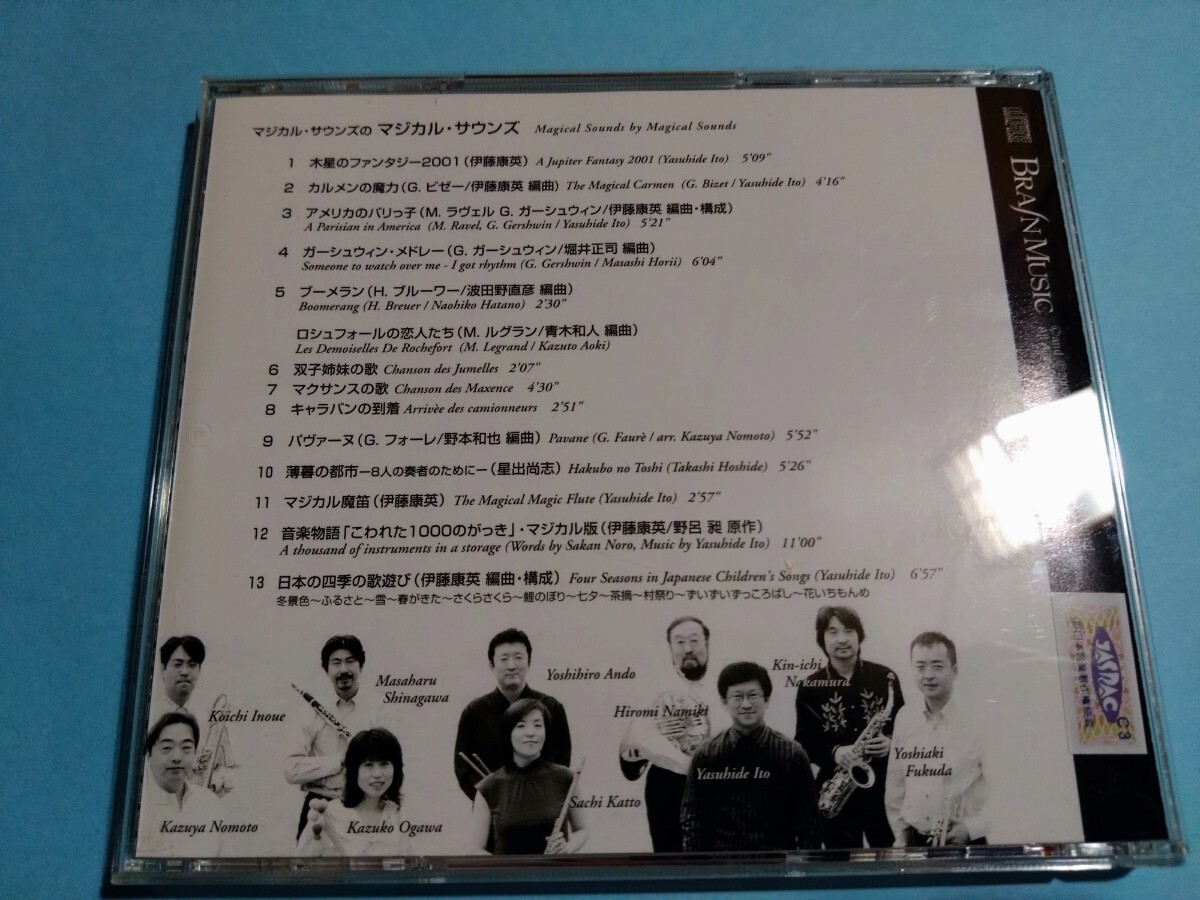 マジカル・サウンズの マジカル・サウンズ Magical Sounds by Magical Sounds
1 木星のファンタジー2001(伊藤康英) A Jupiter Fantasy 2001 (Yasuhide Ito) 5'09"
2 カルメンの魔力(G. ビゼー/伊藤康英 編曲) The Magical Carmen (G. Bizet / Yasuhide Ito) 4'16"
3 アメリカのパリっ子(M. ラヴェル G. ガーシュウィン/伊藤康英 編曲・構成)
A Parisian in America (M. Ravel, G. Gershwin / Yasuhide Ito) 5'21"
4 ガーシュウィン・メドレー(G. ガーシュウィン/堀井正司 編曲)
Someone to watch over me - I got rhythm (G. Gershwin / Masashi Horii) 6'04"
5 ブーメラン(H. ブルーワー/波田野直彦 編曲)
Boomerang (H. Breuer / Naohiko Hatano) 2'30"
ロシュフォールの恋人たち(M. ルグラン/青木和人 編曲)
Les Demoiselles De Rochefort (M. Legrand / Kazuto Aoki)
6 双子姉妹の歌 Chanson des Jumelles 2'07"
7 マクサンスの歌 Chanson des Maxence 4'30"
8 キャラバンの到着 Arrivèe des camionneurs 2'51"
9 パヴァーヌ(G. フォーレ/野本和也 編曲) Pavane (G. Faurè / arr. Kazuya Nomoto) 5'52"
10 薄暮の都市ー8人の奏者のためにー(星出尚志) Hakubo no Toshi (Takashi Hoshide) 5'26"
11 マジカル魔笛(伊藤康英) The Magical Magic Flute (Yasuhide Ito) 2'57"
12 音楽物語「こわれた1000のがっき」・マジカル版(伊藤康英/野呂 昶 原作)
A thousand of instruments in a storage (Words by Sakan Noro, Music by Yasuhide Ito) 11'00"
13 日本の四季の歌遊び(伊藤康英 編曲・構成) Four Seasons in Japanese Children's Songs (Yasuhide Ito) 6'57"
冬景色〜ふるさと〜雪〜春がきた〜さくらさくら〜鯉のぼり〜七夕〜茶摘〜村祭り〜ずいずいずっころばし〜花いちもんめ
Koichi Inoue
Masaharu
Shinagawa
Yoshihiro Ando
Hiromi Namiki
Kin-ichi
Nakamura
Kazuya Nomoto
Kazuko Ogawa
Sachi Katto
Yasuhide Ito
Yoshiaki
Fukuda
BRAIN MUSIC
JASRAC
C3